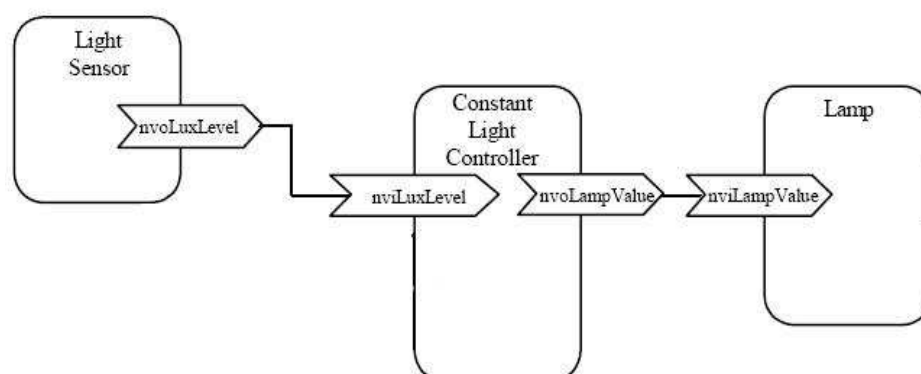 Light
Sensor
nvoLuxLevel
Constant
Light
Controller
nviLuxLevel
nvoLampValue
Lamp
nviLampValue